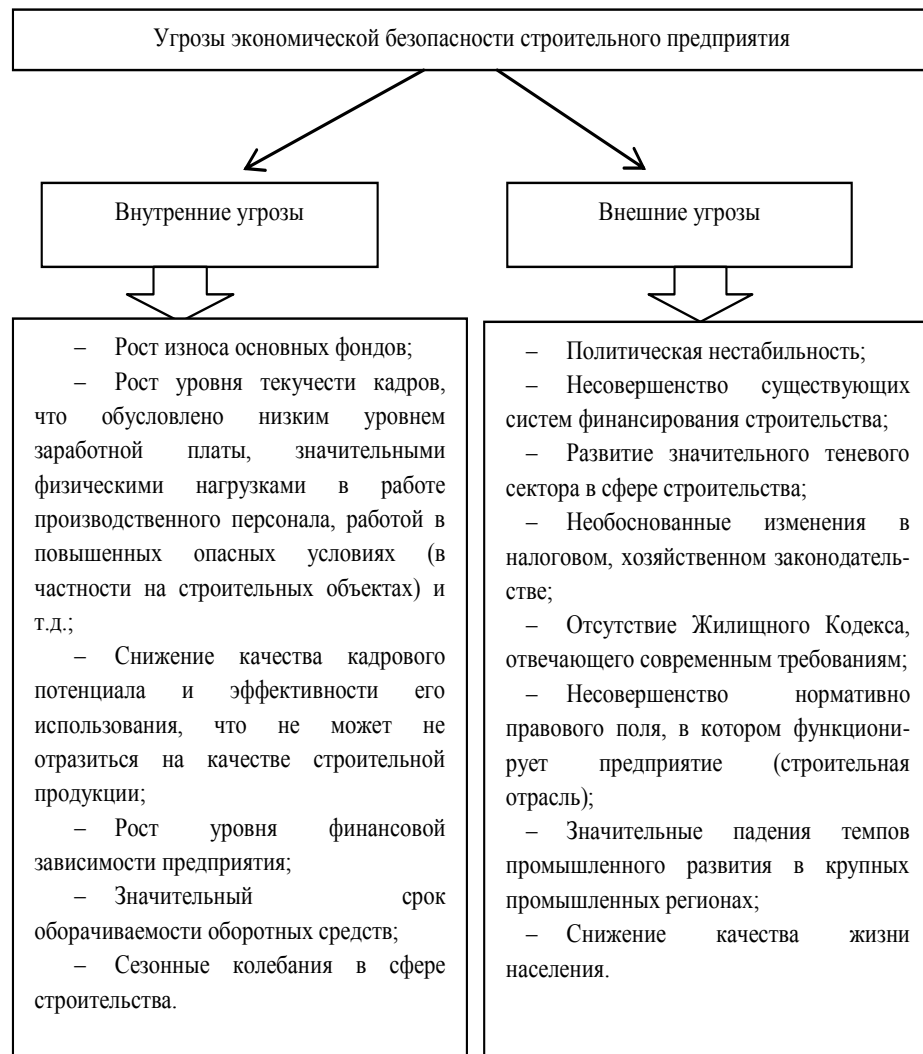 Угрозы экономической безопасности строительного предприятия
Внутренние угрозы
Внешние угрозы
– Рост износа основных фондов;
– Рост уровня текучести кадров,
что обусловлено низким уровнем
заработной платы, значительными
физическими нагрузками в работе
производственного персонала, работой в
повышенных опасных условиях (в
частности на строительных объектах) и
т.д.;
– Снижение качества кадрового
потенциала и эффективности его
использования, что не может не
отразиться на качестве строительной
продукции;
– Рост уровня финансовой
зависимости предприятия;
– Значительный срок
оборачиваемости оборотных средств;
– Сезонные колебания в сфере
строительства.
– Политическая нестабильность;
– Несовершенство существующих
систем финансирования строительства;
– Развитие значительного теневого
сектора в сфере строительства;
– Необоснованные изменения в
налоговом, хозяйственном законодатель-
стве;
– Отсутствие Жилищного Кодекса,
отвечающего современным требованиям;
– Несовершенство нормативно
правового поля, в котором функциони-
рует предприятие (строительная
отрасль);
– Значительные падения темпов
промышленного развития в крупных
промышленных регионах;
– Снижение качества жизни
населения.